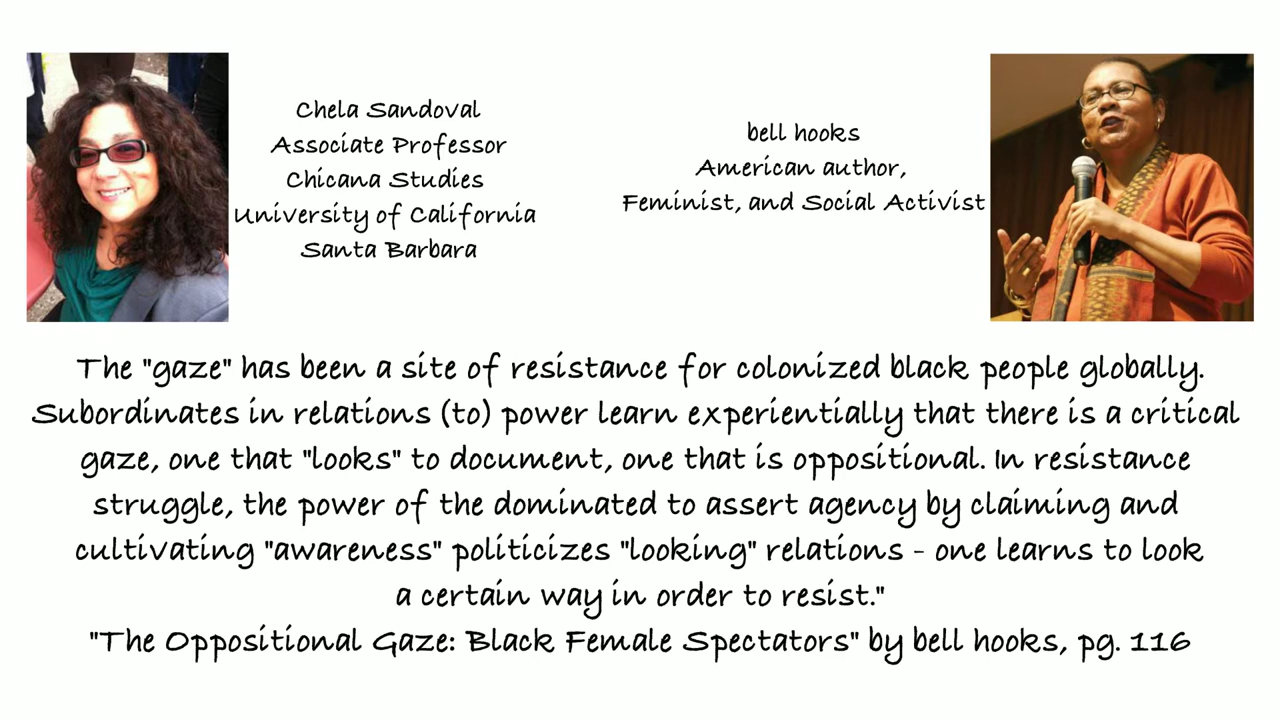 Chela Sandoval
Associate Professor
Chicana Studies
University of California
Santa Barbara
bell hooks
American author,
Feminist, and Social Activist
The "gaze" has been a site of resistance for colonized black people globally.
Subordinates in relations (to) power learn experientially that there is a critical
gaze, one that "looks" to document, one that is oppositional. In resistance
struggle, the power of the dominated to assert agency by claiming and
cultivating "awareness" politicizes "looking" relations - one learns to look
a certain way in order to resist."
"The Oppositional Gaze: Black Female Spectators" by bell hooks, pg. 116